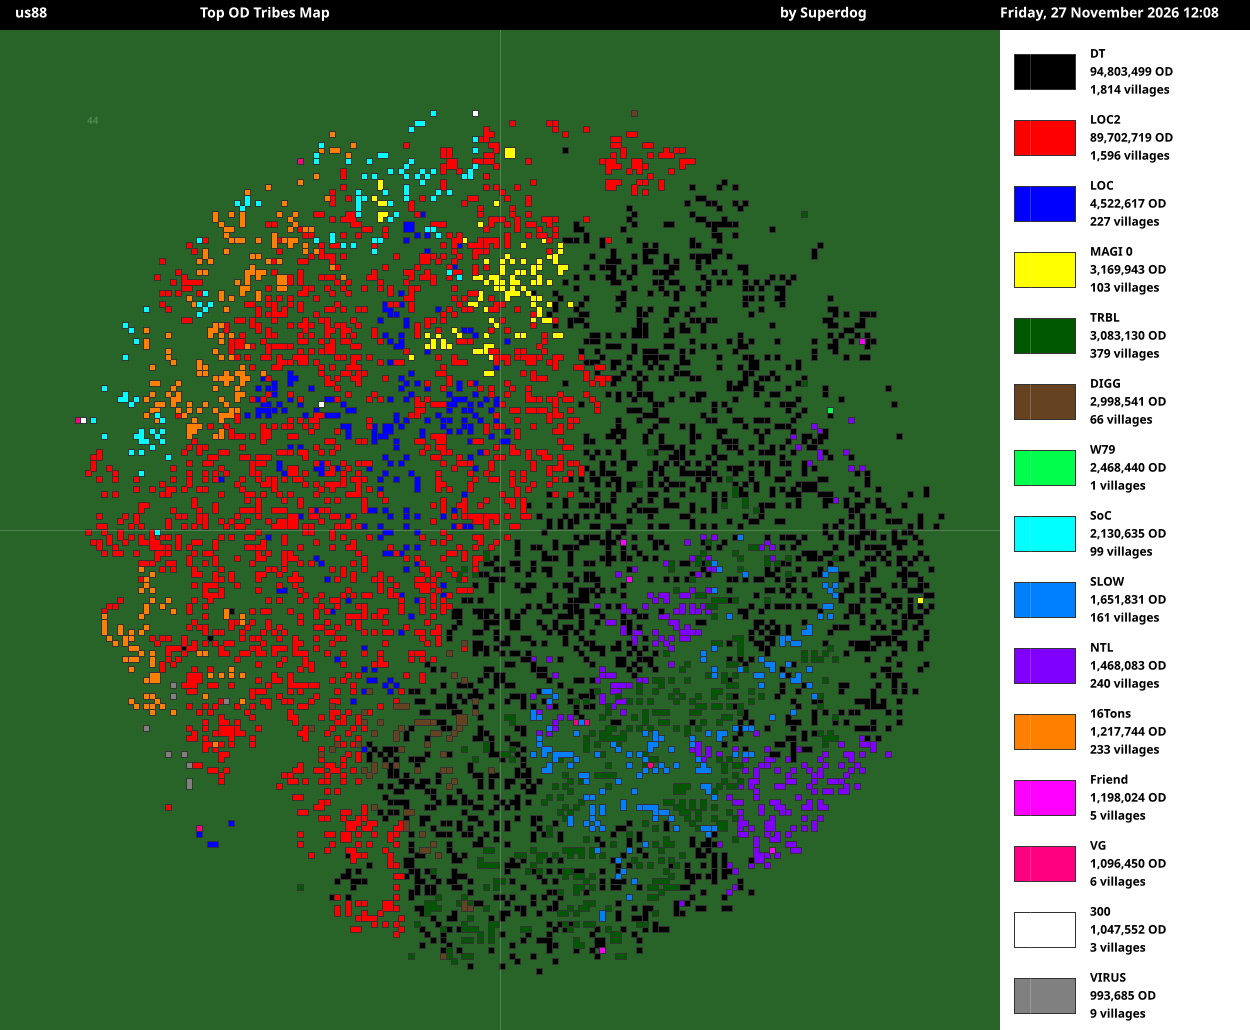 us88 Top OD Tribes Map by Superdog Friday, 27 November 2026 12:08
44
DT
94,803,499 OD
1,814 villages
LOC2
89,702,719 OD
1,596 villages
LOC
4,522,617 OD
227 villages
MAGI 0
3,169,943 OD
103 villages
TRBL
3,083,130 OD
379 villages
DIGG
2,998,541 OD
66 villages
W79
2,468,440 OD
1 villages
SoC
2,130,635 OD
99 villages
SLOW
1,651,831 OD
161 villages
NTL
1,468,083 OD
240 villages
16Tons
1,217,744 OD
233 villages
Friend
1,198,024 OD
5 villages
VG
1,096,450 OD
6 villages
300
1,047,552 OD
3 villages
VIRUS
993,685 OD
9 villages